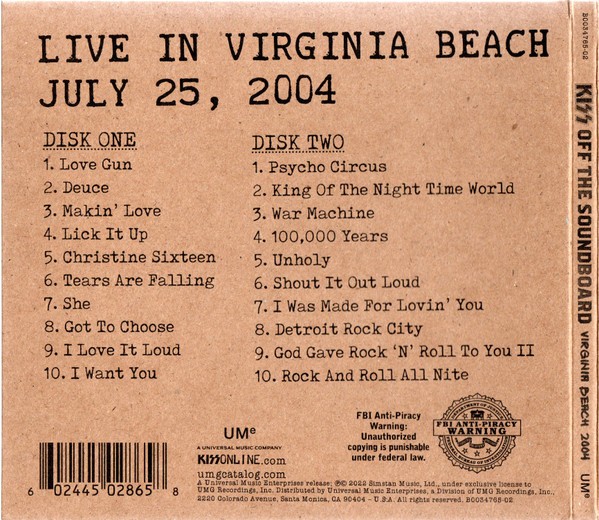 LIVE IN VIRGINIA BEACH
JULY 25, 2004
DISK ONE
1. Love Gun
2. Deuce
3. Makin' Love
4. Lick It Up
5. Christine Sixteen
6. Tears Are Falling
7. She
8. Got To Choose
9. I Love It Loud
10. I Want You
DISK TWO
1. Psycho Circus
2. King Of The Night Time World
3. War Machine
4. 100,000 Years
5. Unholy
6. Shout It Out Loud
7. I Was Made For Lovin' You
8. Detroit Rock City
9. God Gave Rock 'N' Roll To You II
10. Rock And Roll All Nite
6 02445 02865 8
UMe
A UNIVERSAL MUSIC COMPANY
KISSONLINE.com
umgcatalog.com
FBI Anti-Piracy
Warning:
Unauthorized
copying is punishable
under federal law.
FBI ANTI-PIRACY
WARNING
A Universal Music Enterprises release; ℗© 2022 Simstan Music, Ltd., under exclusive license to
UMG Recordings, Inc. Distributed by Universal Music Enterprises, a Division of UMG Recordings, Inc.,
2220 Colorado Avenue, Santa Monica, CA 90404 - U.S.A. All rights reserved. B0034765-02
B0034765-02
KISS OFF THE SOUNDBOARD VIRGINIA BEACH 2004 UMe